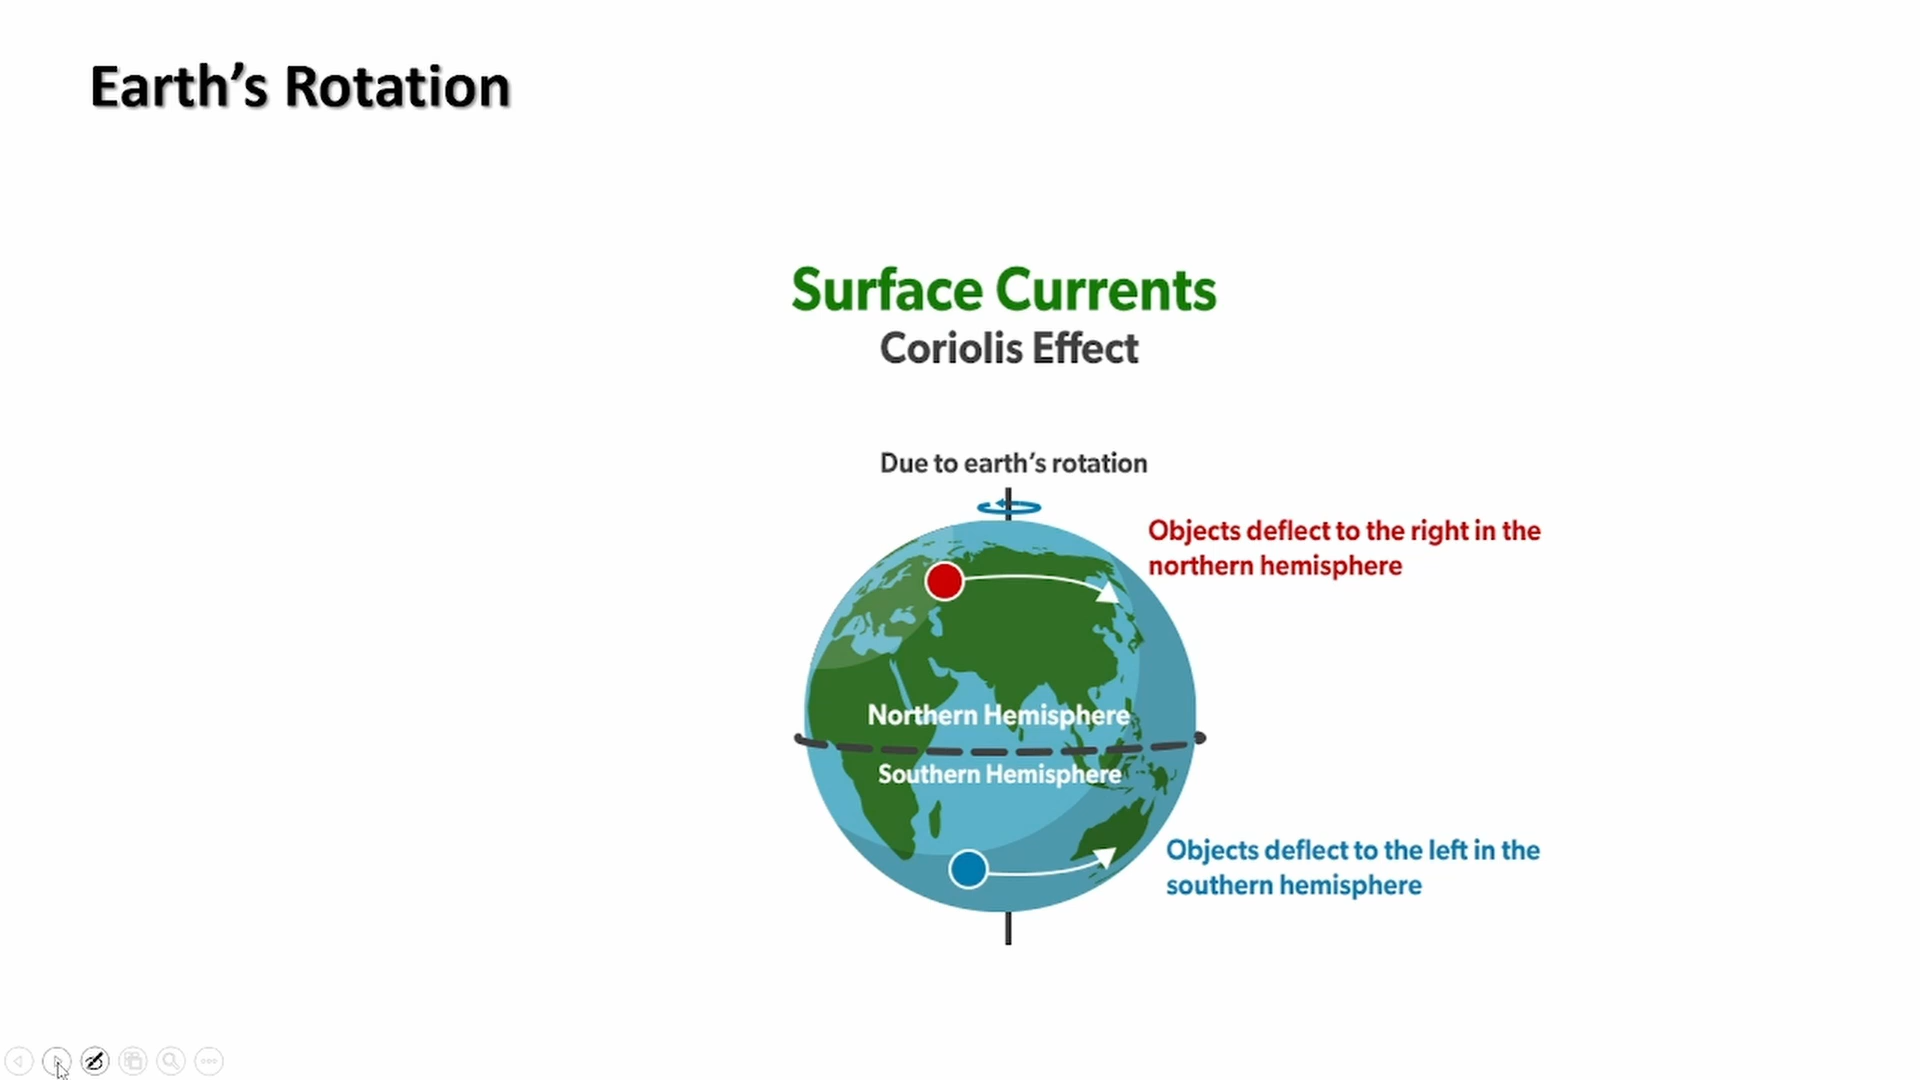 Earth’s Rotation
Surface Currents
Coriolis Effect
Due to earth’s rotation
Objects deflect to the right in the
northern hemisphere
Northern Hemisphere
Southern Hemisphere
Objects deflect to the left in the
southern hemisphere